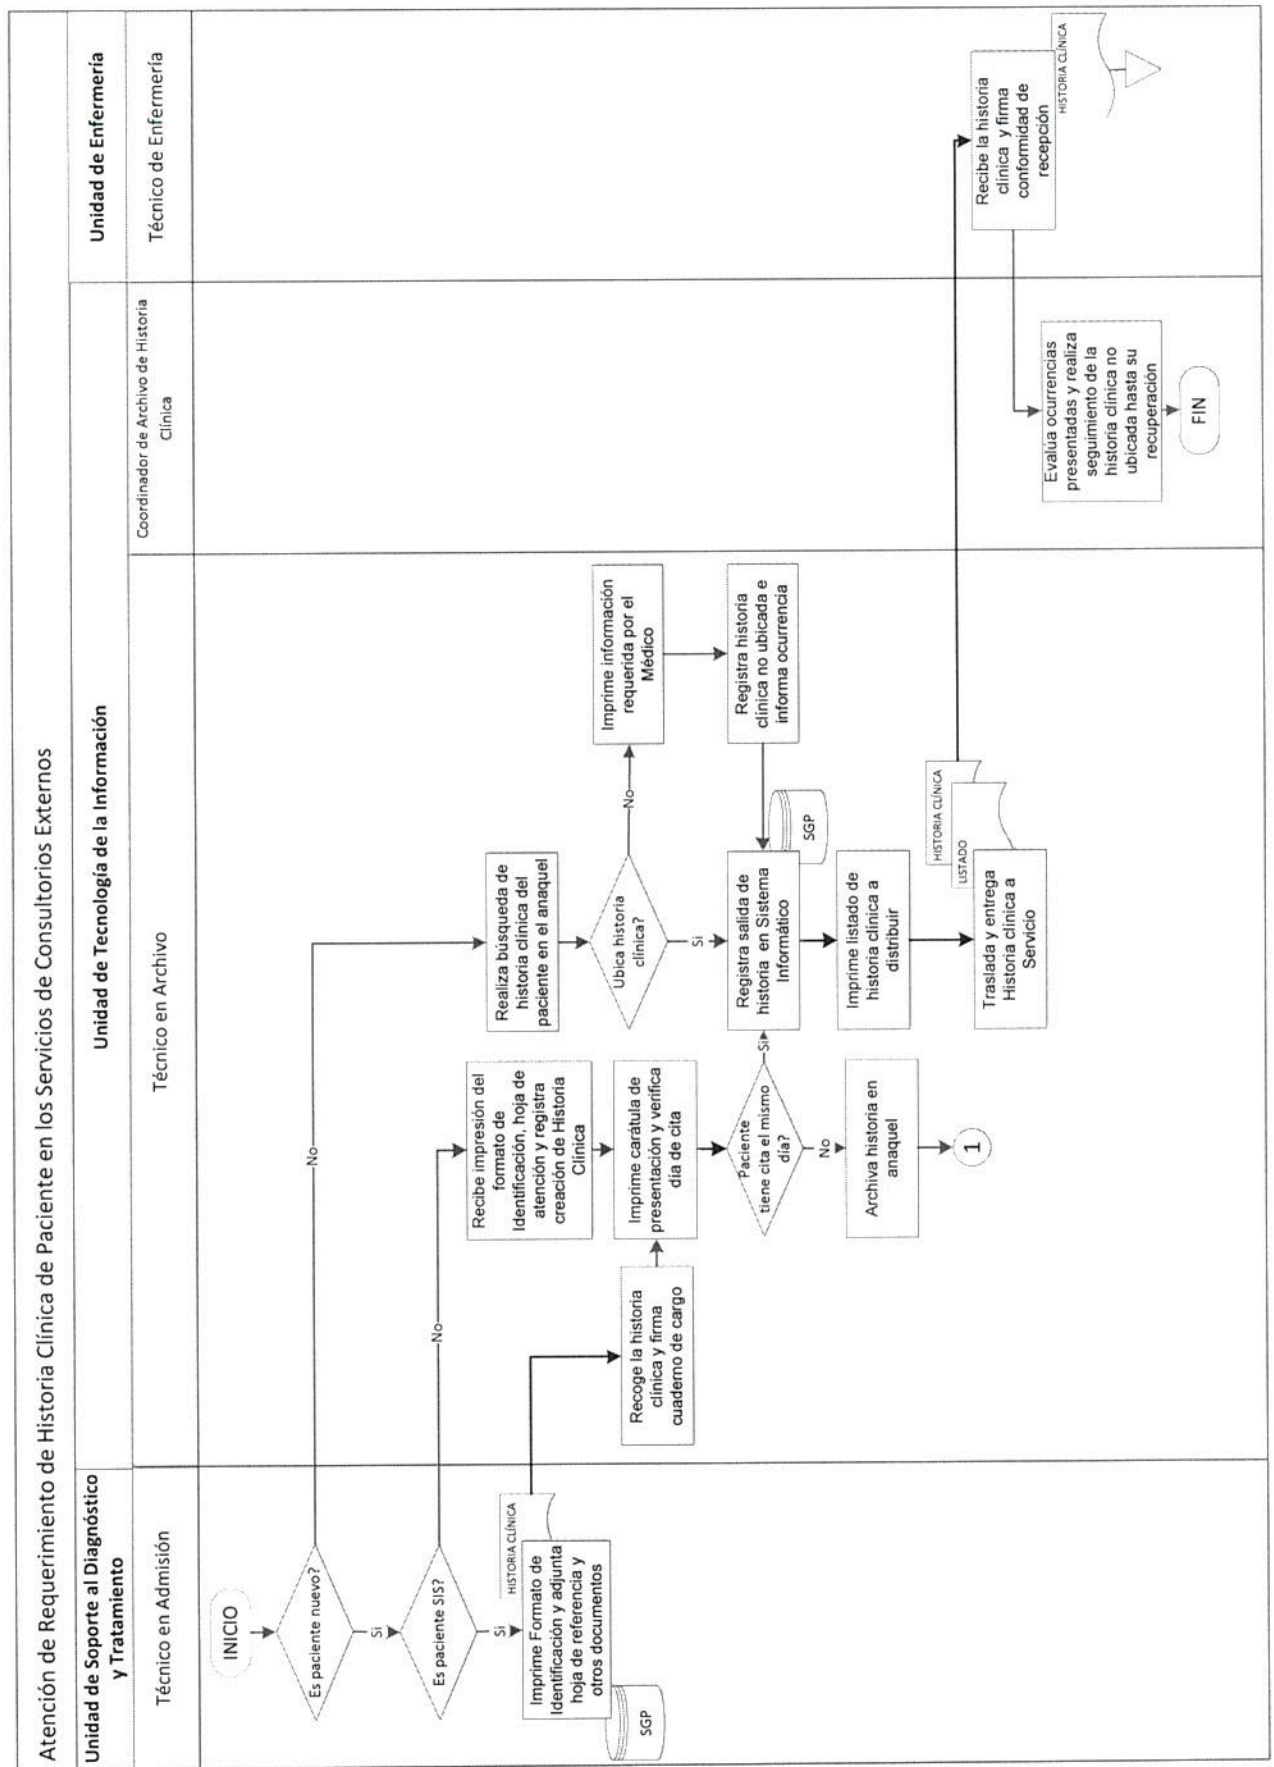 Atención de Requerimiento de Historia Clínica de Paciente en los Servicios de Consultorios Externos
Unidad de Soporte al Diagnóstico
y Tratamiento
Unidad de Tecnología de la Información
Unidad de Enfermería
Técnico en Admisión
Técnico en Archivo
Coordinador de Archivo de Historia
Clínica
Técnico de Enfermería
INICIO
Es paciente nuevo?
No
Si
Es paciente SIS?
No
Si
HISTORIA CLÍNICA
Imprime Formato de
Identificación y adjunta
hoja de referencia y
otros documentos
SGP
Recoge la historia
clínica y firma
cuaderno de cargo
Recibe impresión del
formato de
Identificación, hoja de
atención y registra
creación de Historia
Clínica
Imprime carátula de
presentación y verifica
día de cita
Paciente
tiene cita el mismo
día?
Si
No
Archiva historia en
anaquel
1
Realiza búsqueda de
historia clínica del
paciente en el anaquel
Ubica historia
clínica?
No
Si
Imprime información
requerida por el
Médico
Registra historia
clínica no ubicada e
informa ocurrencia
Registra salida de
historia en Sistema
Informático
SGP
Imprime listado de
historia clínica a
distribuir
HISTORIA CLÍNICA
LISTADO
Traslada y entrega
Historia clínica a
Servicio
Recibe la historia
clínica y firma
conformidad de
recepción
HISTORIA CLÍNICA
Evalúa ocurrencias
presentadas y realiza
seguimiento de la
historia clínica no
ubicada hasta su
recuperación
FIN